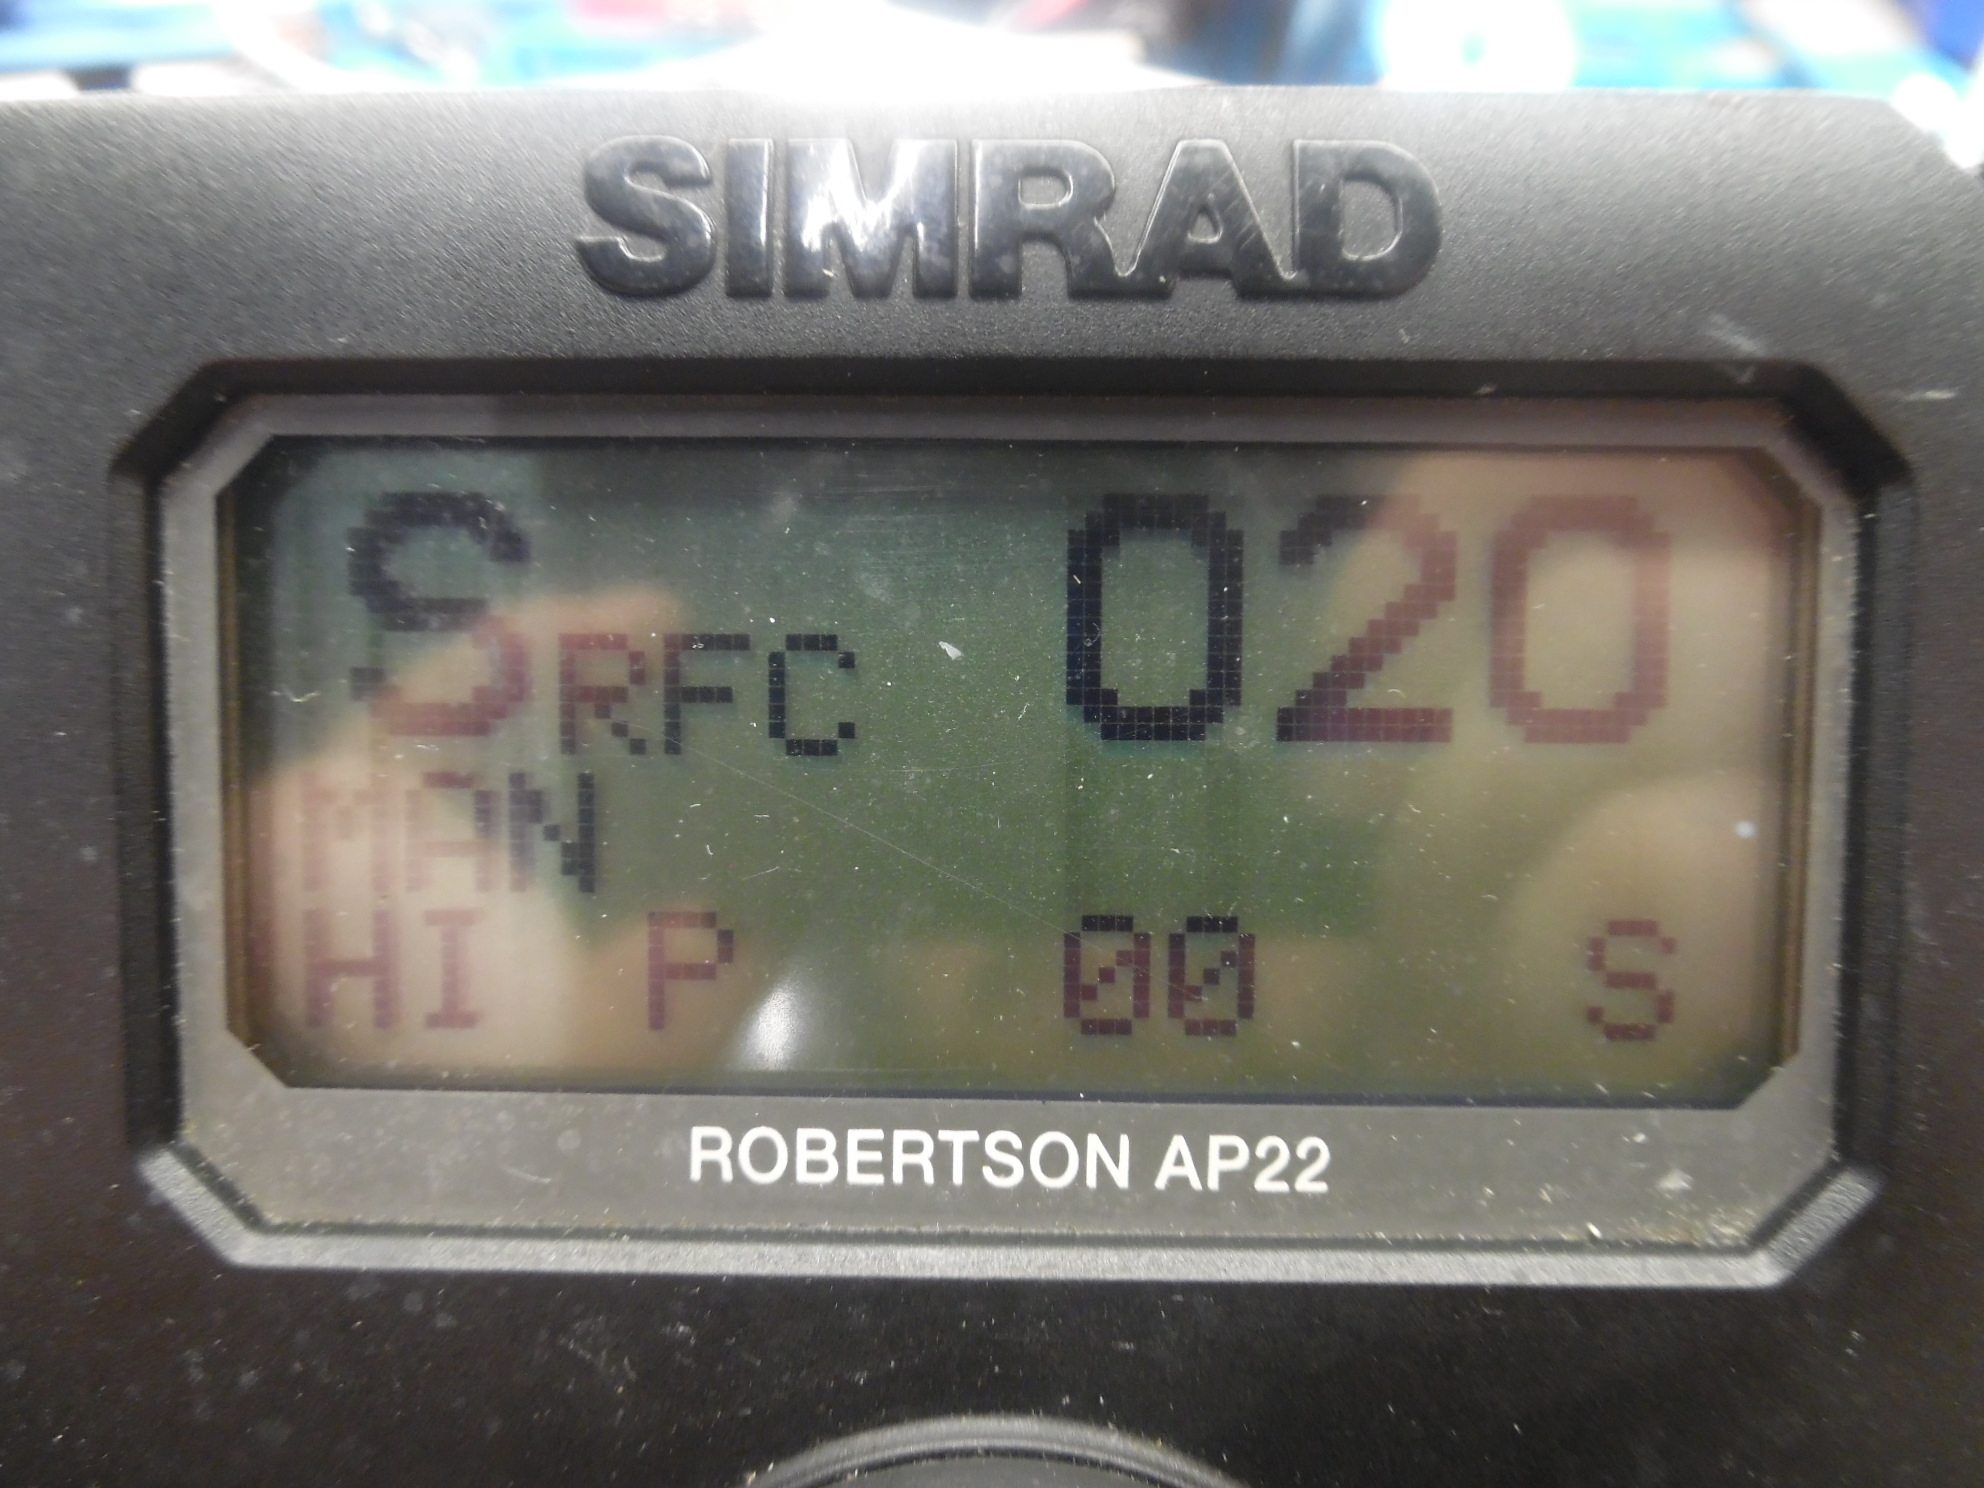 SIMRAD
S RFC 020
MAN
HI P 00 S
ROBERTSON AP22